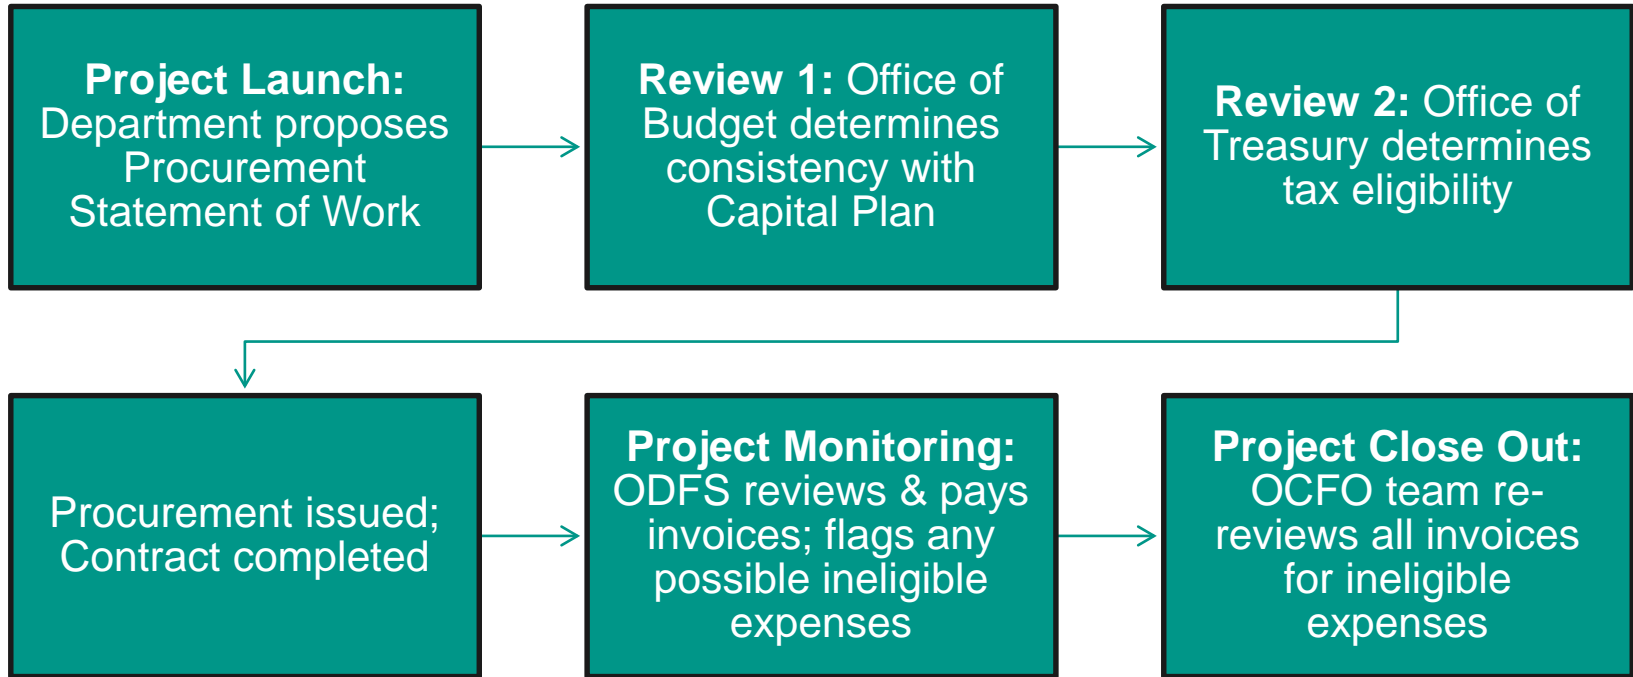 Project Launch:
Department proposes
Procurement
Statement of Work
Review 1: Office of
Budget determines
consistency with
Capital Plan
Review 2: Office of
Treasury determines
tax eligibility
Procurement issued;
Contract completed
Project Monitoring:
ODFS reviews & pays
invoices; flags any
possible ineligible
expenses
Project Close Out:
OCFO team re-
reviews all invoices
for ineligible
expenses